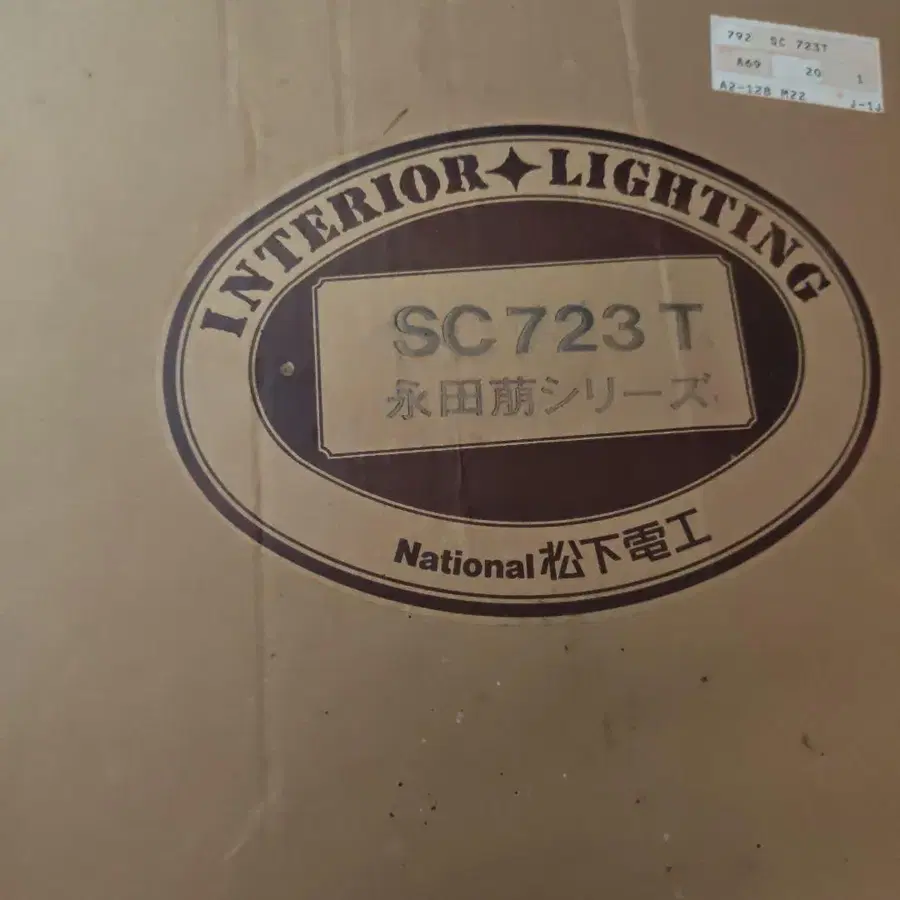 792 SC 723T
A69 20 1
A2-128 M22
INTERIOR✦LIGHTING
SC723T
永田萠シリーズ
National松下電工